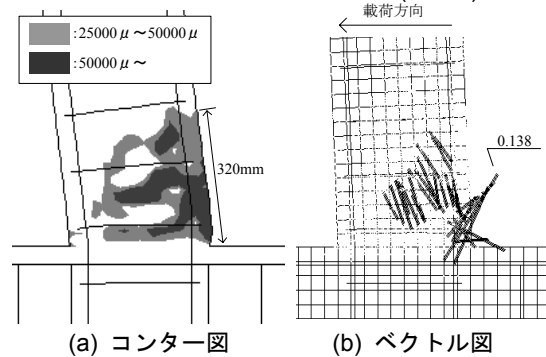 :25000μ～50000μ
:50000μ～
320mm
(a) コンター図
載荷方向
0.138
(b) ベクトル図